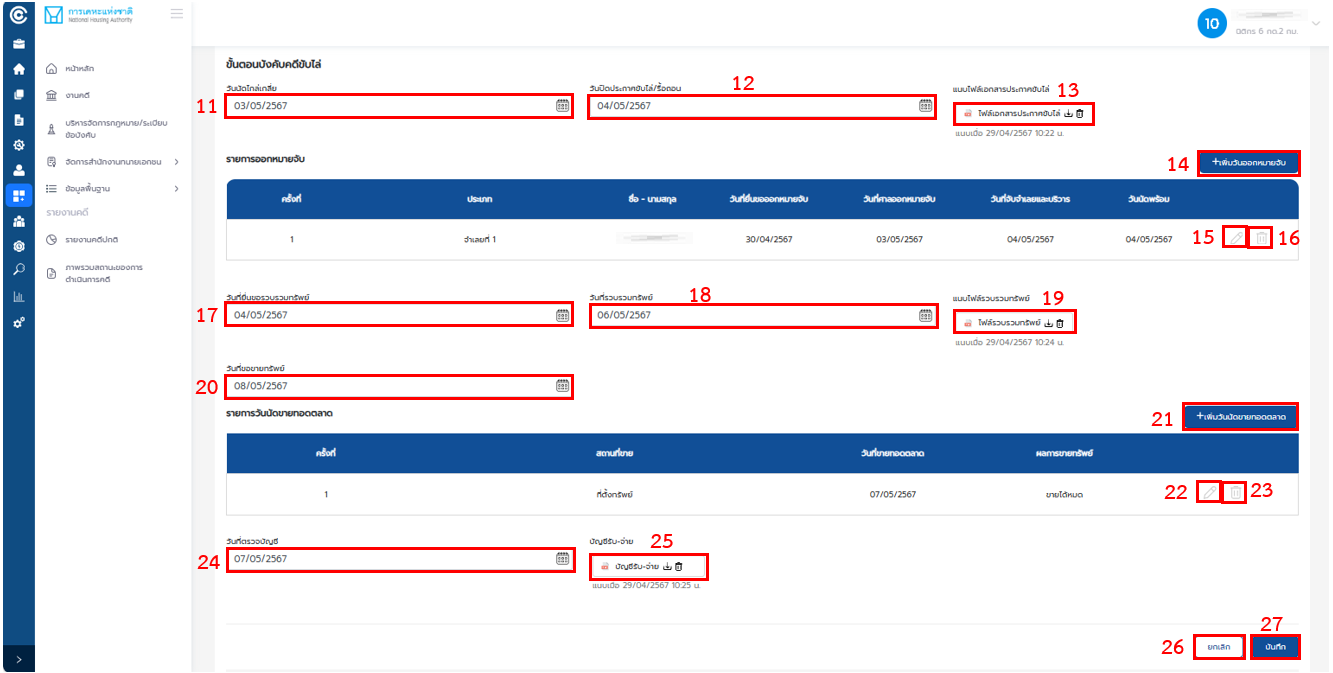 การเคหะแห่งชาติ
National Housing Authority
10
นิติกร 6 กด.2 กม.
หน้าหลัก
งานคดี
บริหารจัดการกฎหมาย/ระเบียบ
ข้อบังคับ
จัดการสำนักงานทนายเอกชน
ข้อมูลพื้นฐาน
รายงานคดี
รายงานคดีปกติ
ภาพรวมสถานะของการ
ดำเนินการคดี
ขั้นตอนบังคับคดีขับไล่
วันนัดไกล่เกลี่ย
วันปิดประกาศขับไล่/รื้อถอน
12
แนบไฟล์เอกสารประกาศขับไล่
13
11
03/05/2567
04/05/2567
ไฟล์เอกสารประกาศขับไล่
แนบเมื่อ 29/04/2567 10:22 น.
รายการออกหมายจับ
14
+เพิ่มวันออกหมายจับ
ครั้งที่
ประเภท
ชื่อ - นามสกุล
วันที่ยื่นขอออกหมายจับ
วันที่ศาลออกหมายจับ
วันที่จับจำเลยและบริวาร
วันนัดพร้อม
1
จำเลยที่ 1
30/04/2567
03/05/2567
04/05/2567
04/05/2567
15
16
วันที่ยื่นขอรวบรวมทรัพย์
วันที่รวบรวมทรัพย์
18
แนบไฟล์รวบรวมทรัพย์
19
17
04/05/2567
06/05/2567
ไฟล์รวบรวมทรัพย์
แนบเมื่อ 29/04/2567 10:24 น.
วันที่ขอขายทรัพย์
20
08/05/2567
รายการวันนัดขายทอดตลาด
21
+เพิ่มวันนัดขายทอดตลาด
ครั้งที่
สถานที่ขาย
วันที่ขายทอดตลาด
ผลการขายทรัพย์
1
ที่ตั้งทรัพย์
07/05/2567
ขายได้หมด
22
23
วันที่ตรวจบัญชี
บัญชีรับ-จ่าย
25
24
07/05/2567
บัญชีรับ-จ่าย
แนบเมื่อ 29/04/2567 10:25 น.
27
26
ยกเลิก
บันทึก